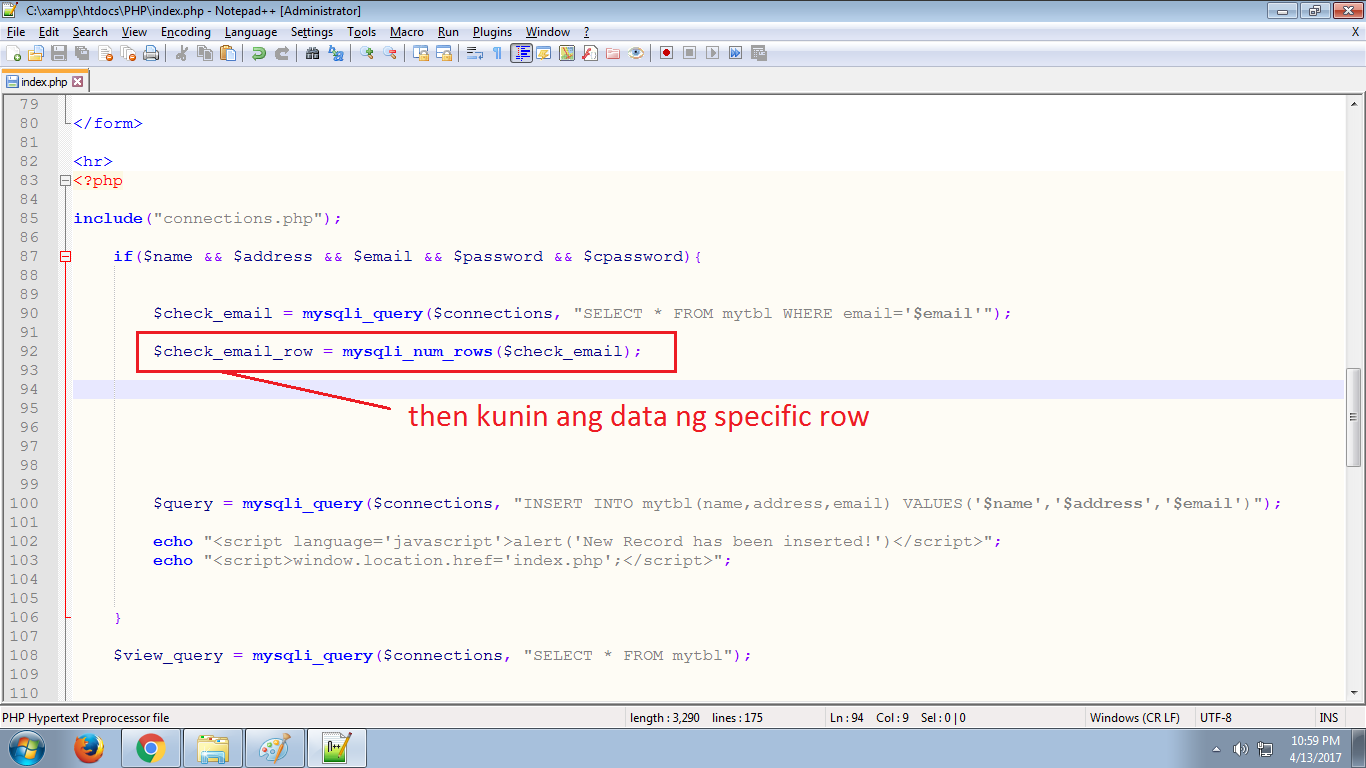 C:\xampp\htdocs\PHP\index.php - Notepad++ [Administrator]
File Edit Search View Encoding Language Settings Tools Macro Run Plugins Window ? X
index.php
79
80 </form>
81
82 <hr>
83 <?php
84
85 include("connections.php");
86
87 if($name && $address && $email && $password && $cpassword){
88
89
90 $check_email = mysqli_query($connections, "SELECT * FROM mytbl WHERE email='$email'");
91
92 $check_email_row = mysqli_num_rows($check_email);
93
94
95
then kunin ang data ng specific row
96
97
98
99
100 $query = mysqli_query($connections, "INSERT INTO mytbl(name,address,email) VALUES('$name','$address','$email')");
101
102 echo "<script language='javascript'>alert('New Record has been inserted!')</script>";
103 echo "<script>window.location.href='index.php';</script>";
104
105
106 }
107
108 $view_query = mysqli_query($connections, "SELECT * FROM mytbl");
109
110
PHP Hypertext Preprocessor file length : 3,290 lines : 175 Ln : 94 Col : 9 Sel : 0 | 0 Windows (CR LF) UTF-8 INS
10:59 PM
4/13/2017